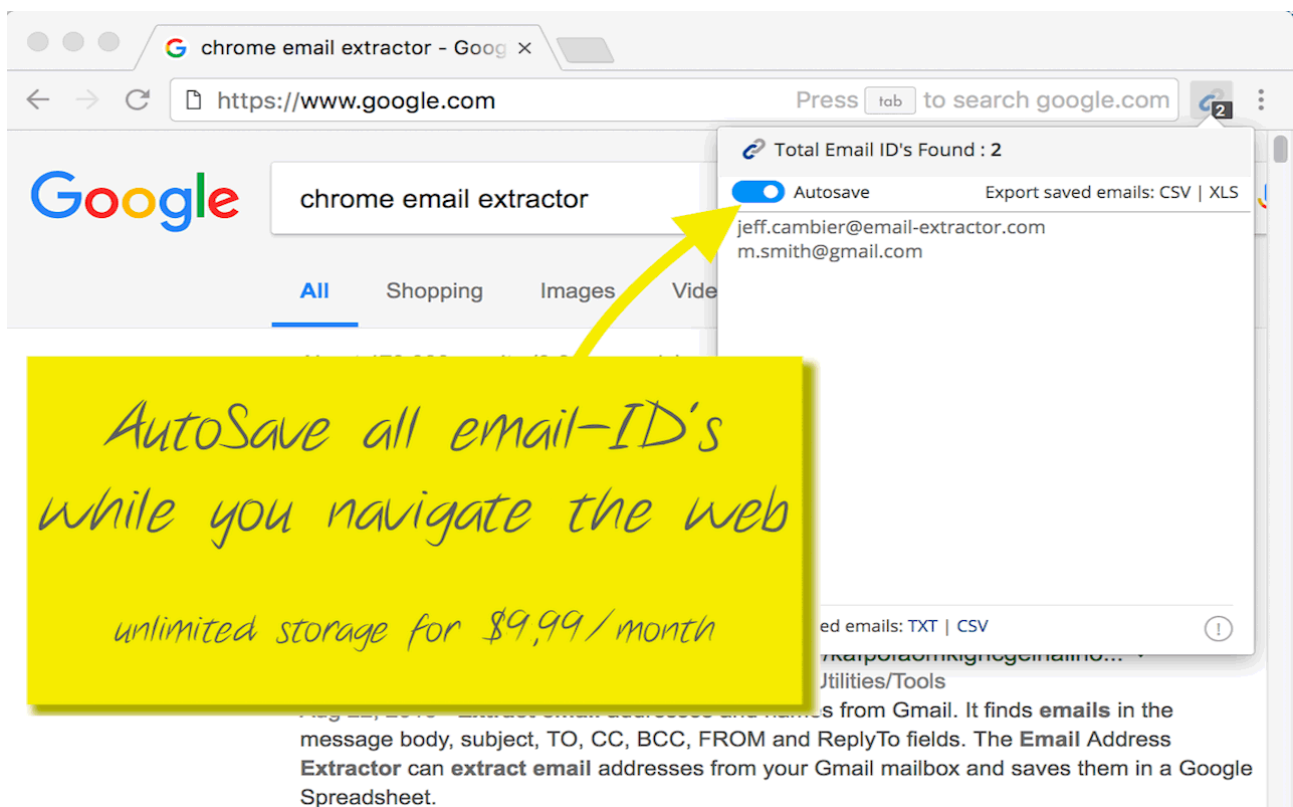 chrome email extractor - Goog
https://www.google.com
Press tab to search google.com
2
Total Email ID's Found : 2
Google
chrome email extractor
Autosave
Export saved emails: CSV | XLS
jeff.cambier@email-extractor.com
m.smith@gmail.com
All
Shopping
Images
Vide
AutoSave all email-ID's
while you navigate the web
unlimited storage for $9,99/month
ed emails: TXT | CSV
Utilities/Tools
names from Gmail. It finds emails in the
message body, subject, TO, CC, BCC, FROM and ReplyTo fields. The Email Address
Extractor can extract email addresses from your Gmail mailbox and saves them in a Google
Spreadsheet.